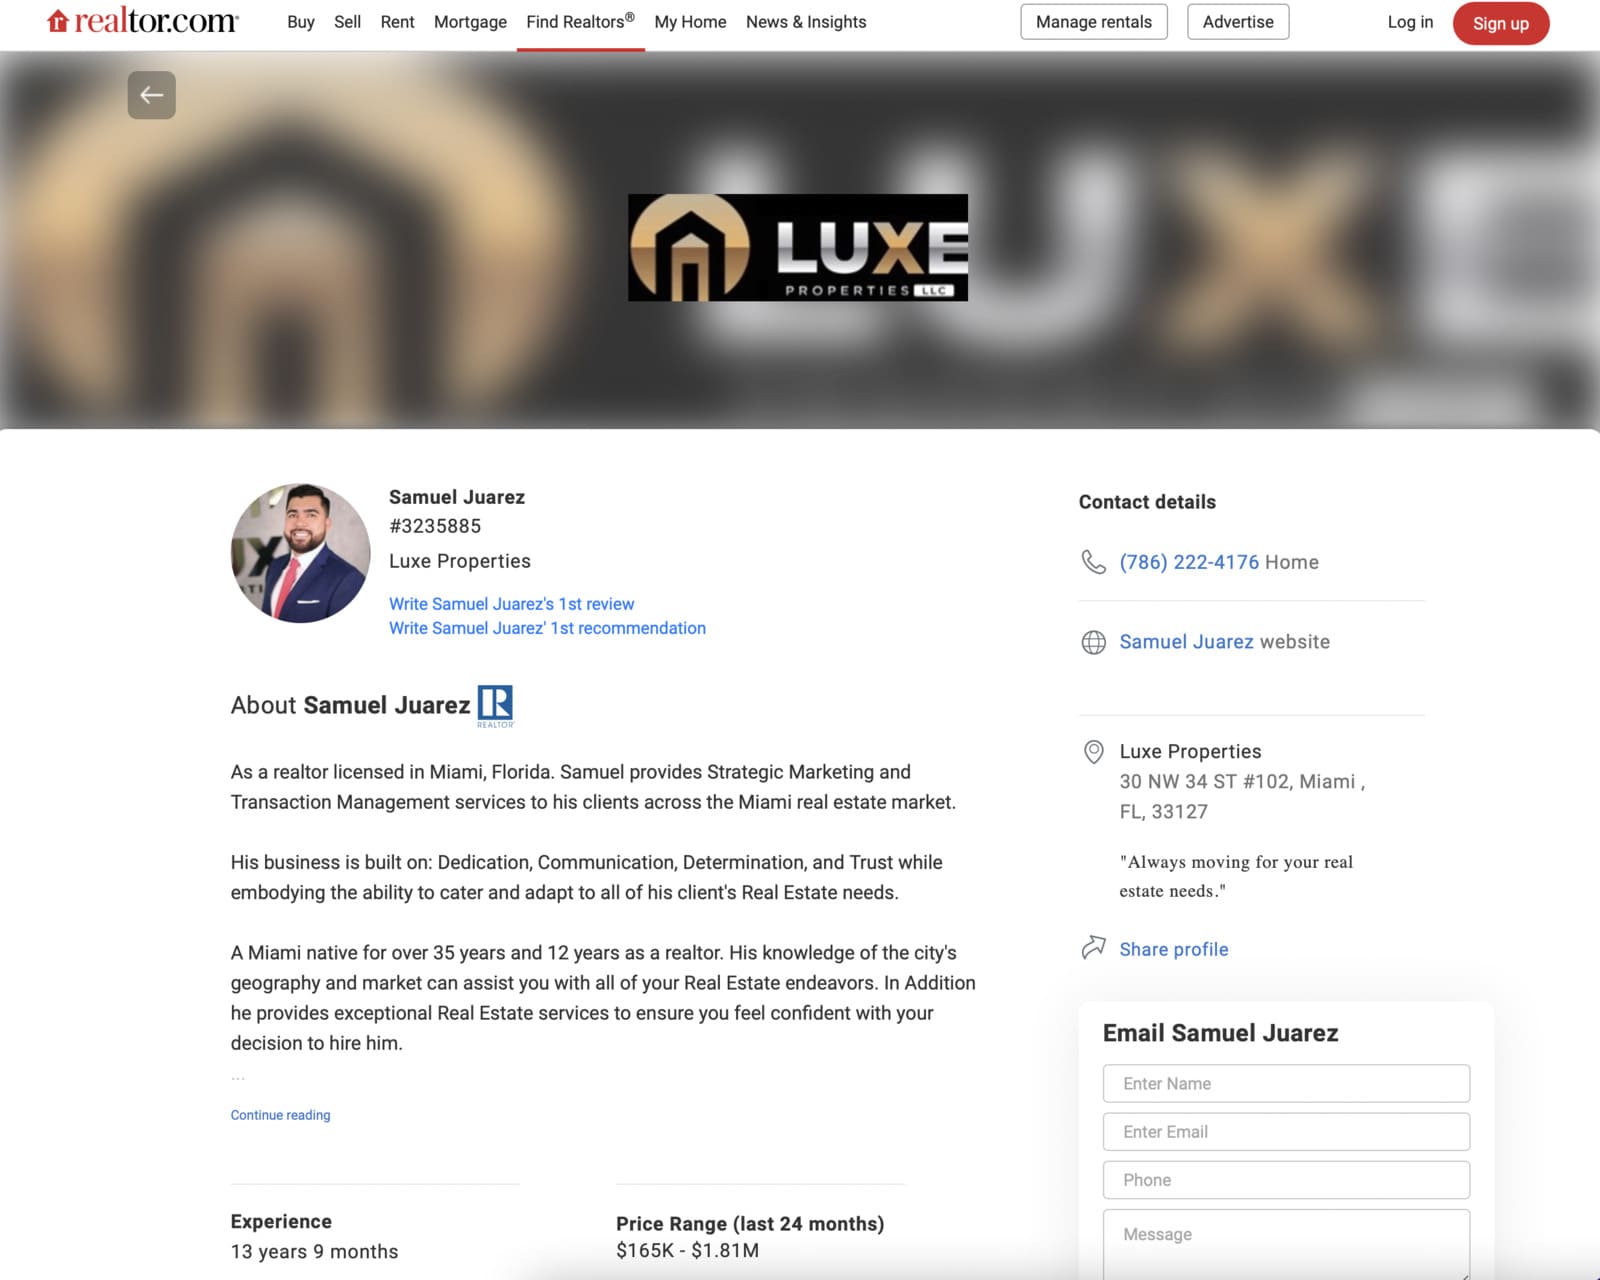 realtor.com®
Buy Sell Rent Mortgage Find Realtors® My Home News & Insights Manage rentals Advertise Log in Sign up
LUXE
LUXE
PROPERTIES LLC
Samuel Juarez
#3235885
Luxe Properties
Write Samuel Juarez's 1st review
Write Samuel Juarez' 1st recommendation
About Samuel Juarez
REALTOR®
As a realtor licensed in Miami, Florida. Samuel provides Strategic Marketing and
Transaction Management services to his clients across the Miami real estate market.
His business is built on: Dedication, Communication, Determination, and Trust while
embodying the ability to cater and adapt to all of his client's Real Estate needs.
A Miami native for over 35 years and 12 years as a realtor. His knowledge of the city's
geography and market can assist you with all of your Real Estate endeavors. In Addition
he provides exceptional Real Estate services to ensure you feel confident with your
decision to hire him.
...
Continue reading
Experience
13 years 9 months
Price Range (last 24 months)
$165K - $1.81M
Contact details
(786) 222-4176 Home
Samuel Juarez website
Luxe Properties
30 NW 34 ST #102, Miami ,
FL, 33127
"Always moving for your real
estate needs."
Share profile
Email Samuel Juarez
Enter Name
Enter Email
Phone
Message